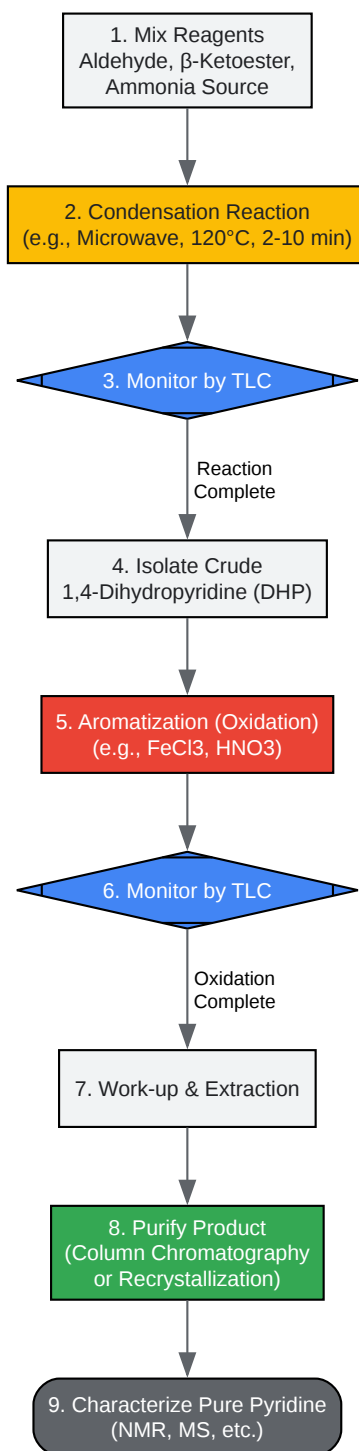 1. Mix Reagents
Aldehyde, β-Ketoester,
Ammonia Source
2. Condensation Reaction
(e.g., Microwave, 120°C, 2-10 min)
3. Monitor by TLC
Reaction
Complete
4. Isolate Crude
1,4-Dihydropyridine (DHP)
5. Aromatization (Oxidation)
(e.g., FeCl3, HNO3)
6. Monitor by TLC
Oxidation
Complete
7. Work-up & Extraction
8. Purify Product
(Column Chromatography
or Recrystallization)
9. Characterize Pure Pyridine
(NMR, MS, etc.)